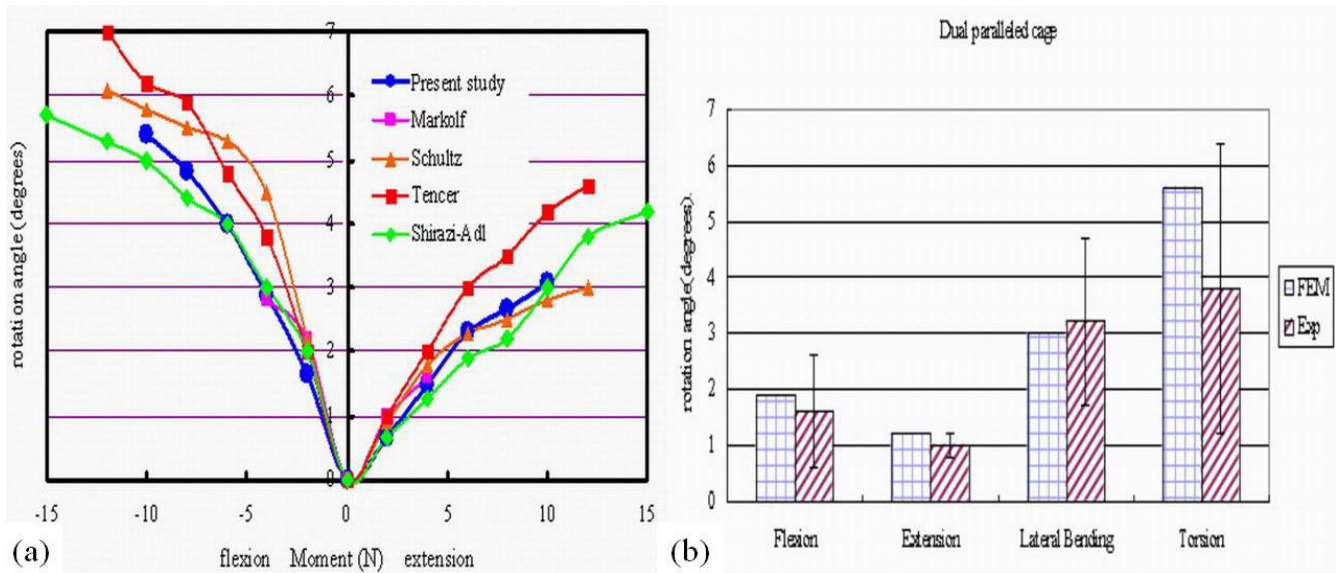 7
6
5
4
3
2
1
0
-15 -10 -5 0 5 10 15
rotation angle (degrees)
flexion Moment (N) extension
Present study
Markolf
Schultz
Tencer
Shirazi-Adl
(a)
Dual paralleled cage
7
6
5
4
3
2
1
0
rotation angle(degrees).
Flexion Extension Lateral Bending Torsion
FEM
Exp
(b)